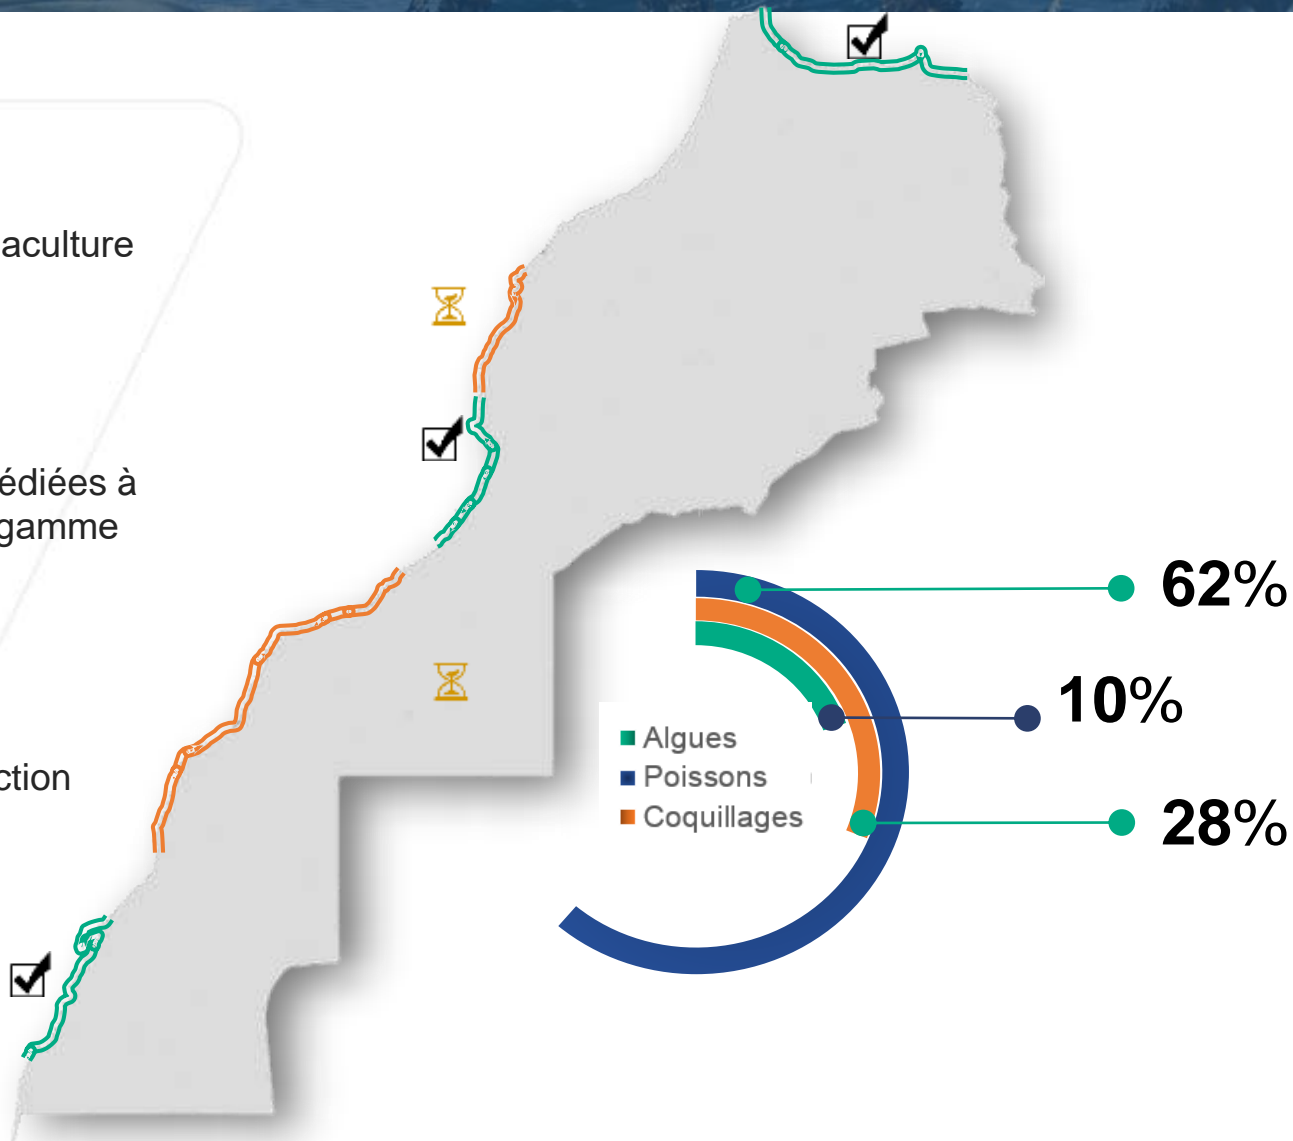 aculture
édiées à
gamme
ction
62%
10%
28%
Algues
Poissons
Coquillages